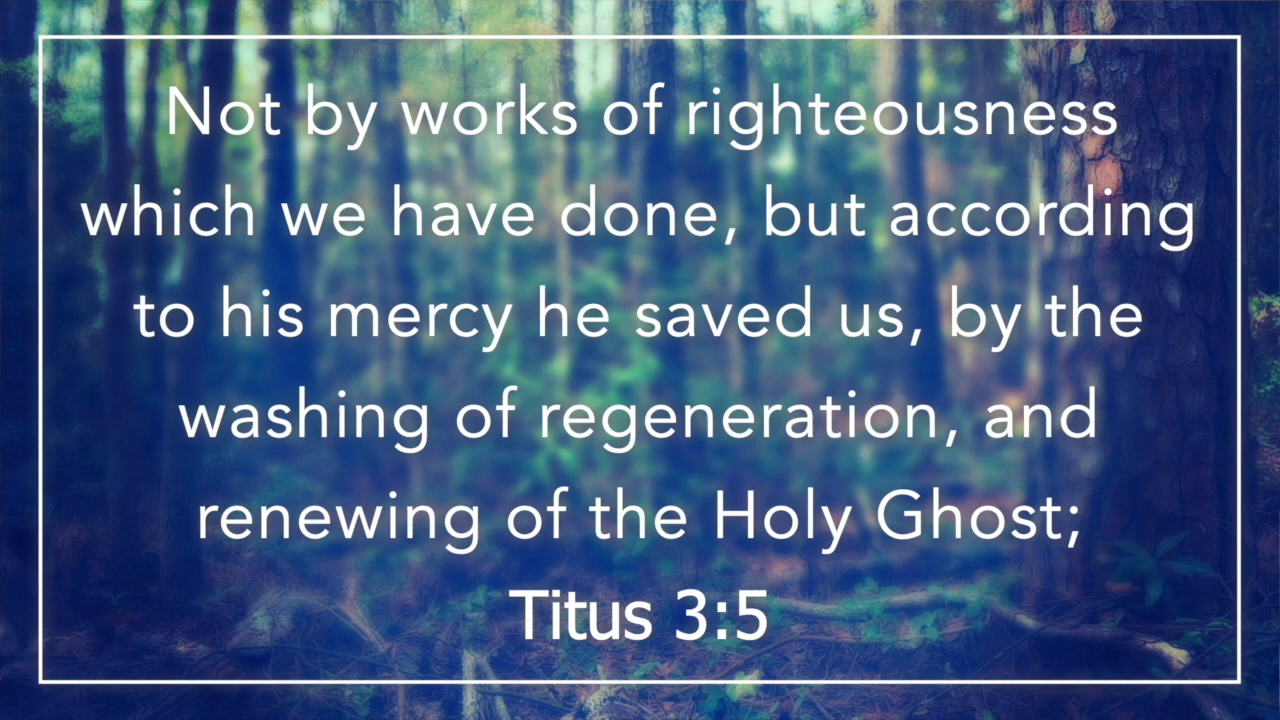 Not by works of righteousness
which we have done, but according
to his mercy he saved us, by the
washing of regeneration, and
renewing of the Holy Ghost;
Titus 3:5